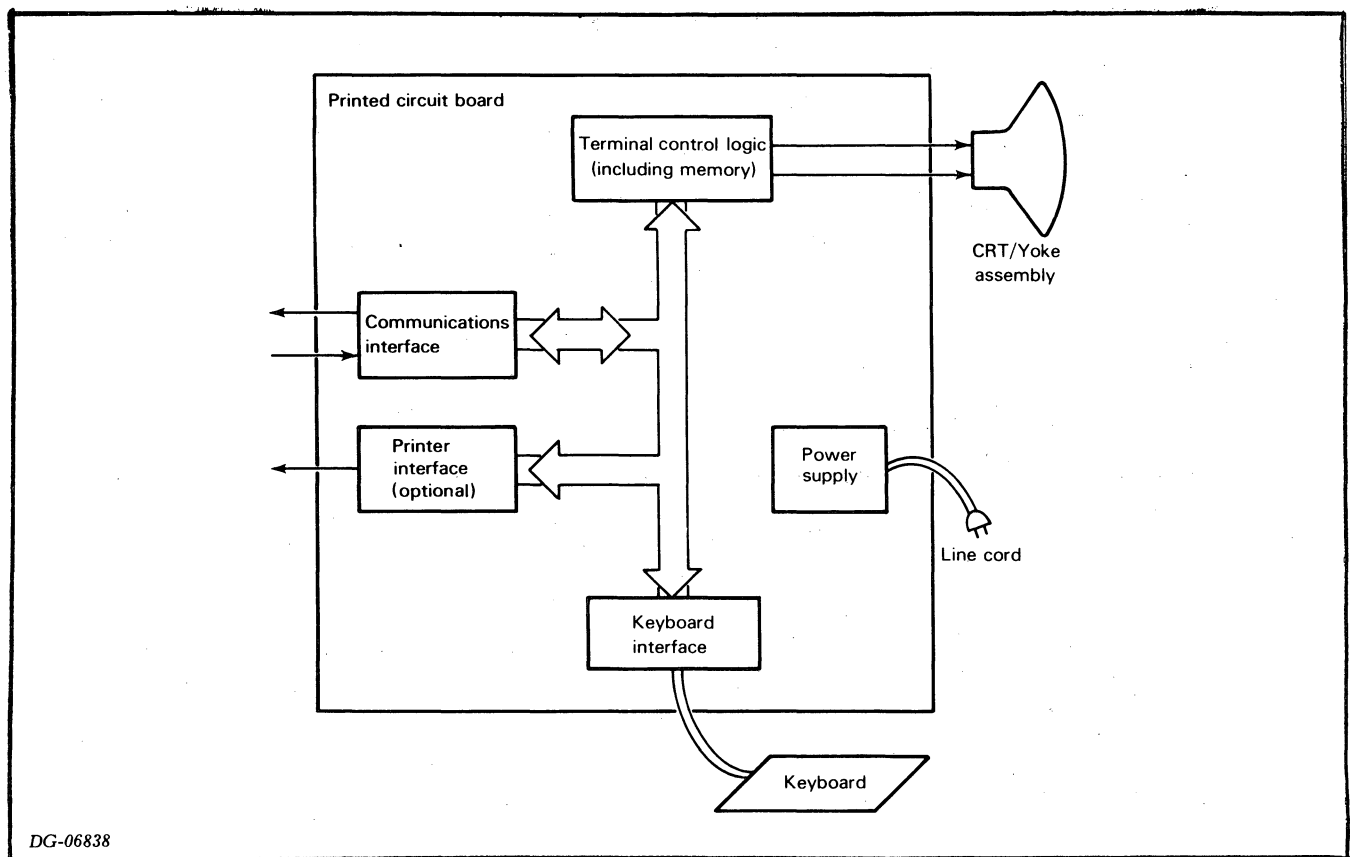 Printed circuit board
Terminal control logic
(including memory)
CRT/Yoke
assembly
Communications
interface
Printer
interface
(optional)
Power
supply
Line cord
Keyboard
interface
Keyboard
DG-06838